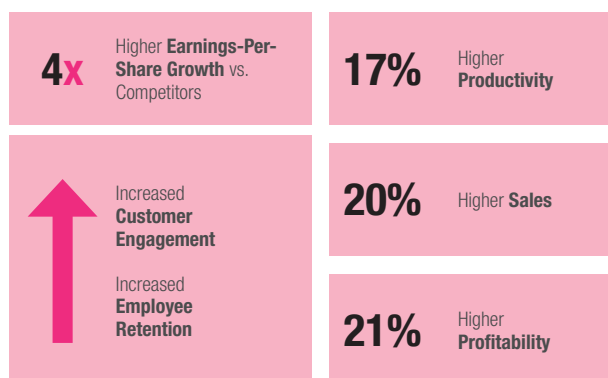 4x
Higher Earnings-Per-
Share Growth vs.
Competitors
17%
Higher
Productivity
Increased
Customer
Engagement
Increased
Employee
Retention
20%
Higher Sales
21%
Higher
Profitability